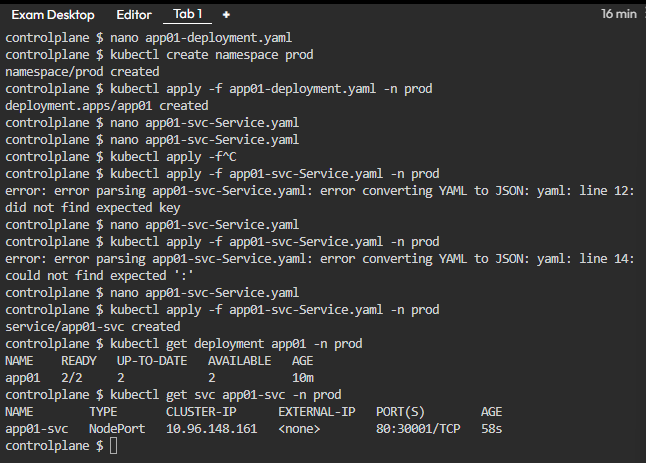 Exam Desktop Editor Tab 1 + 16 min
controlplane $ nano app01-deployment.yaml
controlplane $ kubectl create namespace prod
namespace/prod created
controlplane $ kubectl apply -f app01-deployment.yaml -n prod
deployment.apps/app01 created
controlplane $ nano app01-svc-Service.yaml
controlplane $ nano app01-svc-Service.yaml
controlplane $ kubectl apply -f^C
controlplane $ kubectl apply -f app01-svc-Service.yaml -n prod
error: error parsing app01-svc-Service.yaml: error converting YAML to JSON: yaml: line 12:
did not find expected key
controlplane $ nano app01-svc-Service.yaml
controlplane $ kubectl apply -f app01-svc-Service.yaml -n prod
error: error parsing app01-svc-Service.yaml: error converting YAML to JSON: yaml: line 14:
could not find expected ':'
controlplane $ nano app01-svc-Service.yaml
controlplane $ kubectl apply -f app01-svc-Service.yaml -n prod
service/app01-svc created
controlplane $ kubectl get deployment app01 -n prod
NAME READY UP-TO-DATE AVAILABLE AGE
app01 2/2 2 2 10m
controlplane $ kubectl get svc app01-svc -n prod
NAME TYPE CLUSTER-IP EXTERNAL-IP PORT(S) AGE
app01-svc NodePort 10.96.148.161 <none> 80:30001/TCP 58s
controlplane $